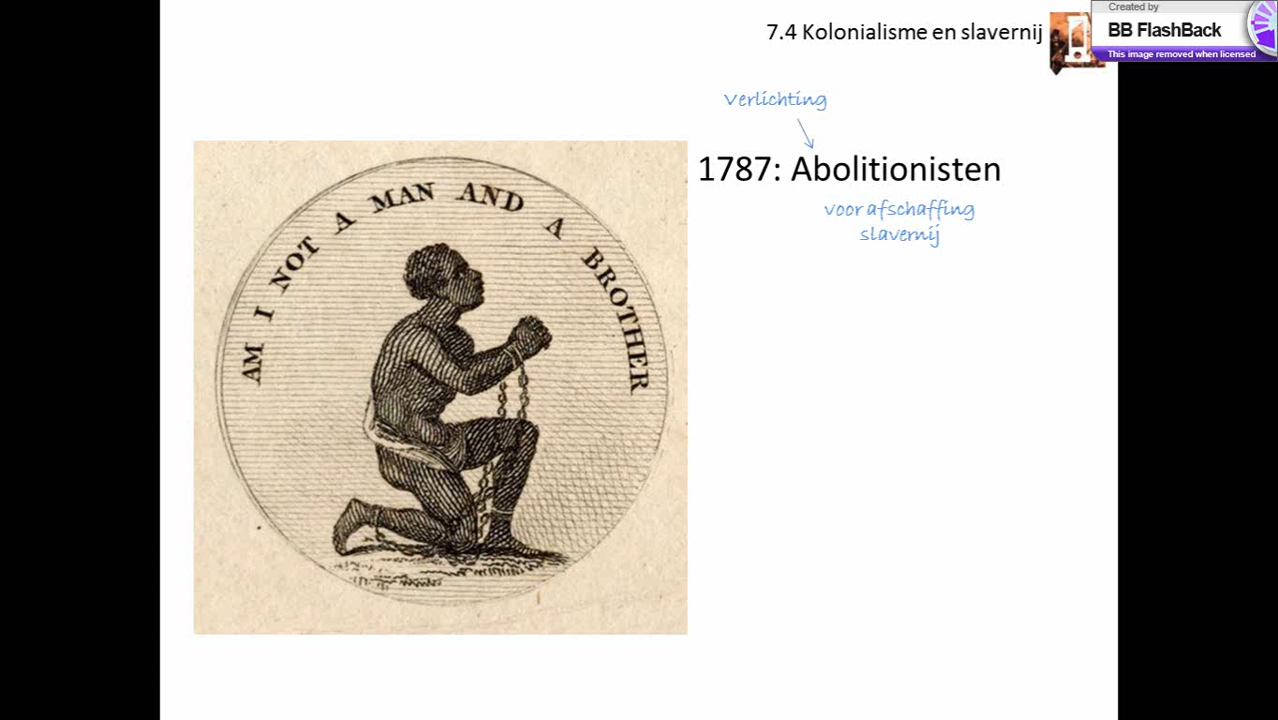 7.4 Kolonialisme en slavernij
Created by
BB FlashBack
This image removed when licensed
Verlichting
1787: Abolitionisten
voor afschaffing
slavernij
AM I NOT A MAN AND A BROTHER